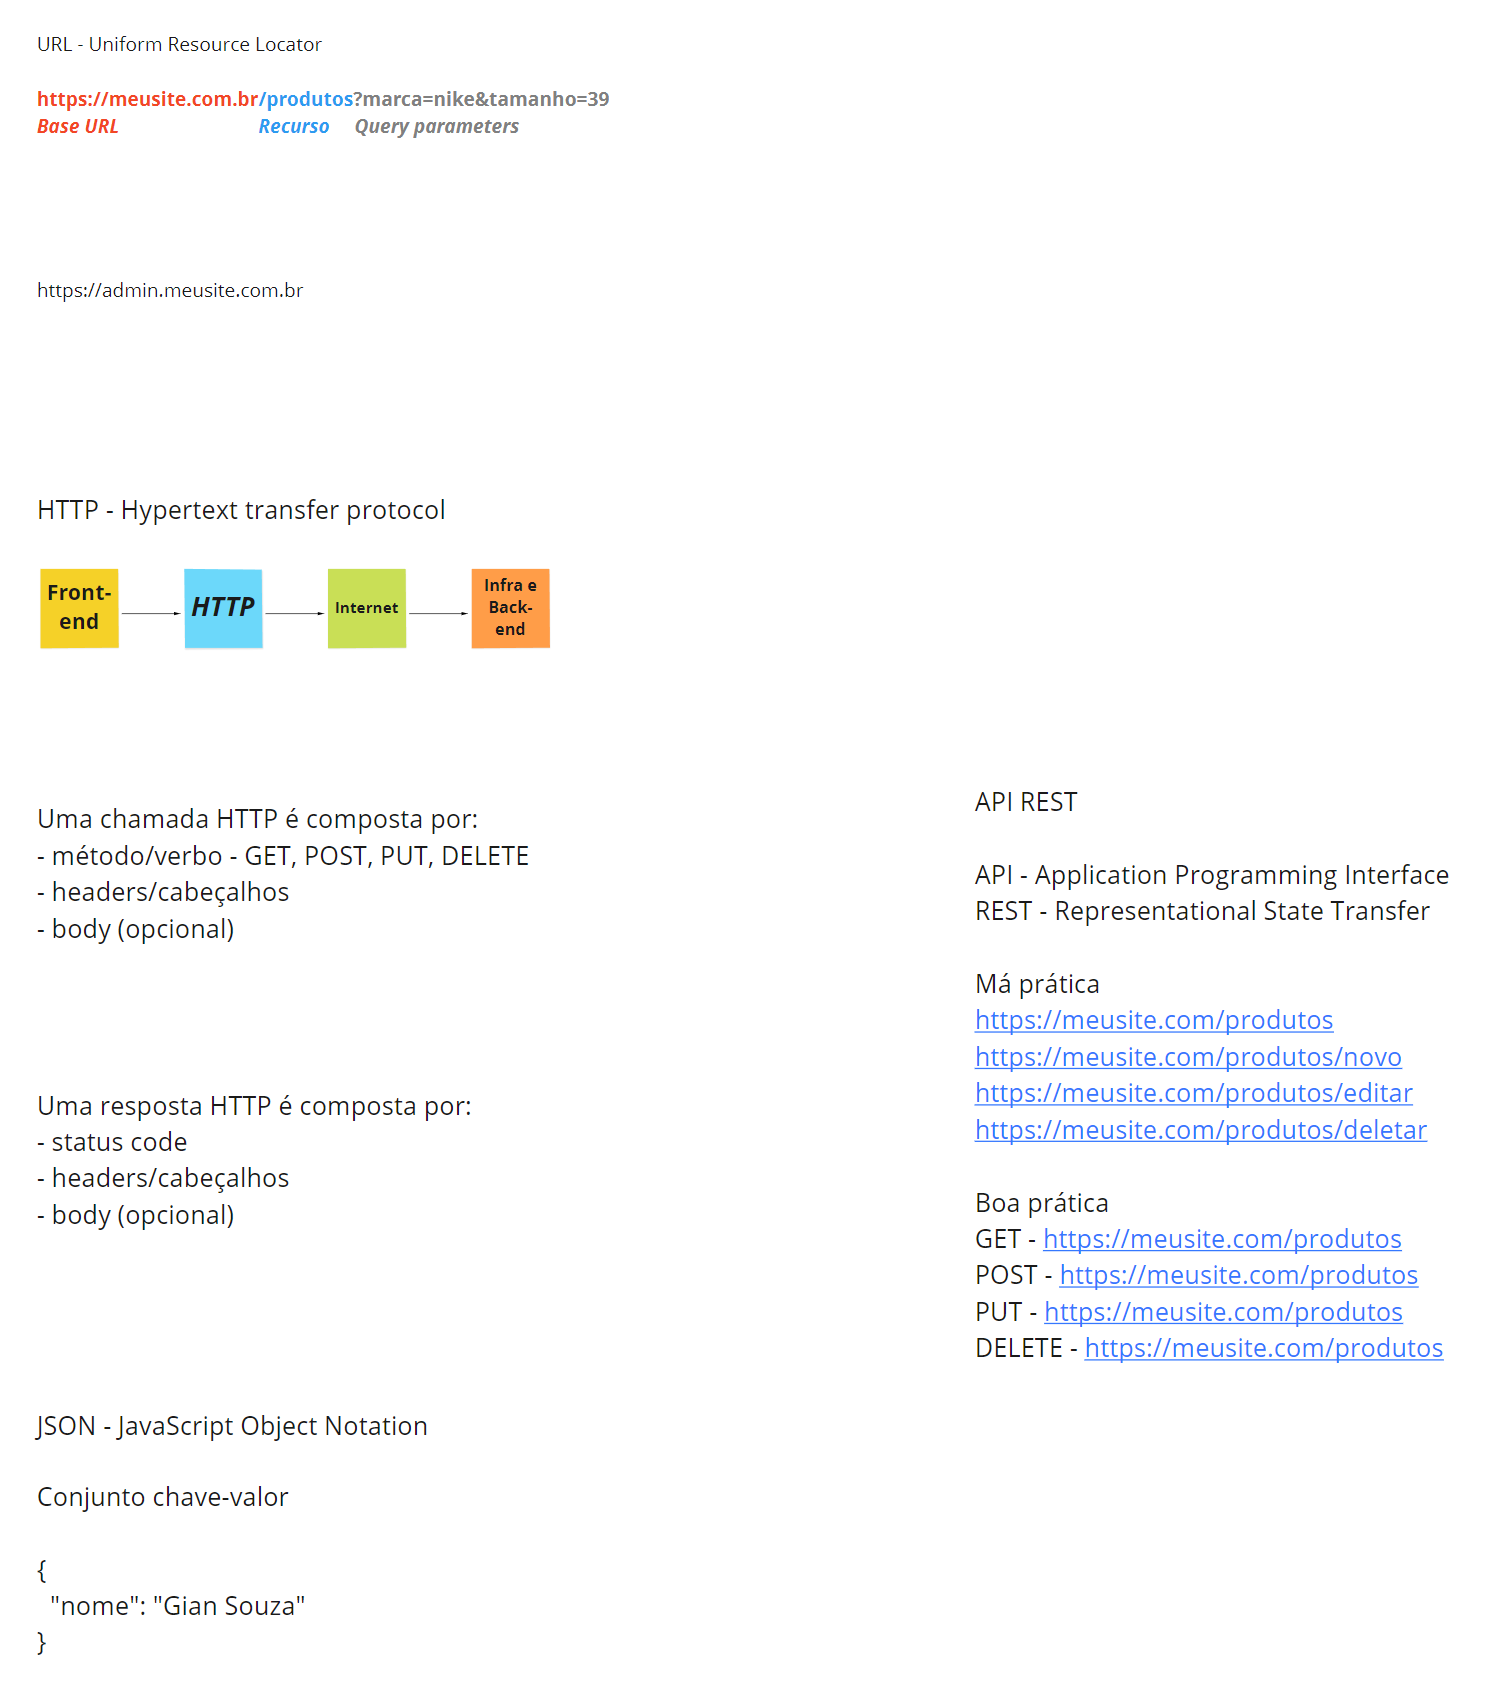 URL - Uniform Resource Locator
https://meusite.com.br/produtos?marca=nike&tamanho=39
Base URL Recurso Query parameters
https://admin.meusite.com.br
HTTP - Hypertext transfer protocol
Front-
end
HTTP
Internet
Infra e
Back-
end
Uma chamada HTTP é composta por:
- método/verbo - GET, POST, PUT, DELETE
- headers/cabeçalhos
- body (opcional)
Uma resposta HTTP é composta por:
- status code
- headers/cabeçalhos
- body (opcional)
JSON - JavaScript Object Notation
Conjunto chave-valor
{
"nome": "Gian Souza"
}
API REST
API - Application Programming Interface
REST - Representational State Transfer
Má prática
https://meusite.com/produtos
https://meusite.com/produtos/novo
https://meusite.com/produtos/editar
https://meusite.com/produtos/deletar
Boa prática
GET - https://meusite.com/produtos
POST - https://meusite.com/produtos
PUT - https://meusite.com/produtos
DELETE - https://meusite.com/produtos